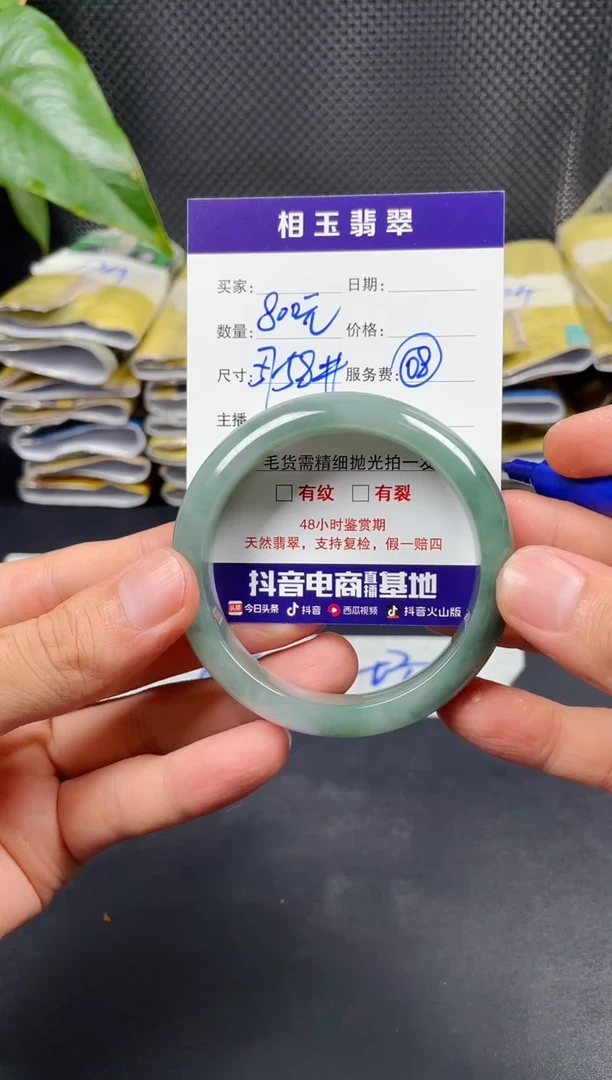 相玉翡翠
买家: 日期:
数量: 800元 价格:
尺寸: 58# 服务费: 08
主播
毛货需精细抛光拍一发
有纹 有裂
48小时鉴赏期
天然翡翠，支持复检，假一赔四
抖音电商直播基地
头条 今日头条 抖音 西瓜视频 抖音火山版